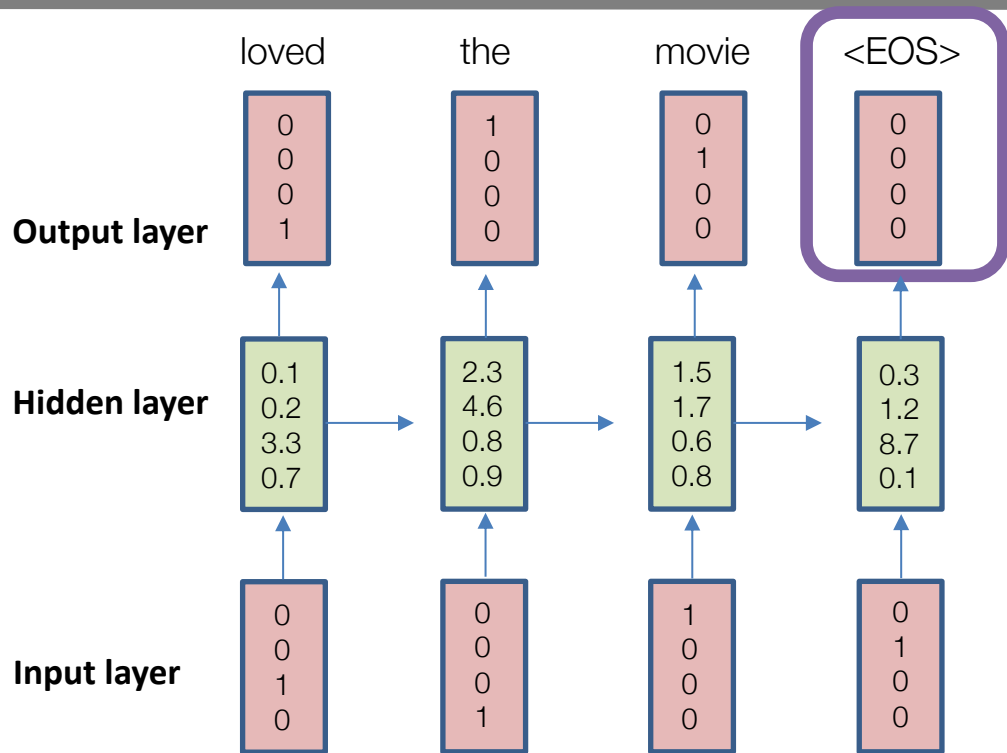 loved the movie <EOS>
0 1 0 0
0 0 1 0
0 0 0 0
1 0 0 0
Output layer
0.1 2.3 1.5 0.3
0.2 4.6 1.7 1.2
3.3 0.8 0.6 8.7
0.7 0.9 0.8 0.1
Hidden layer
0 0 1 0
0 0 0 1
1 0 0 0
0 1 0 0
Input layer